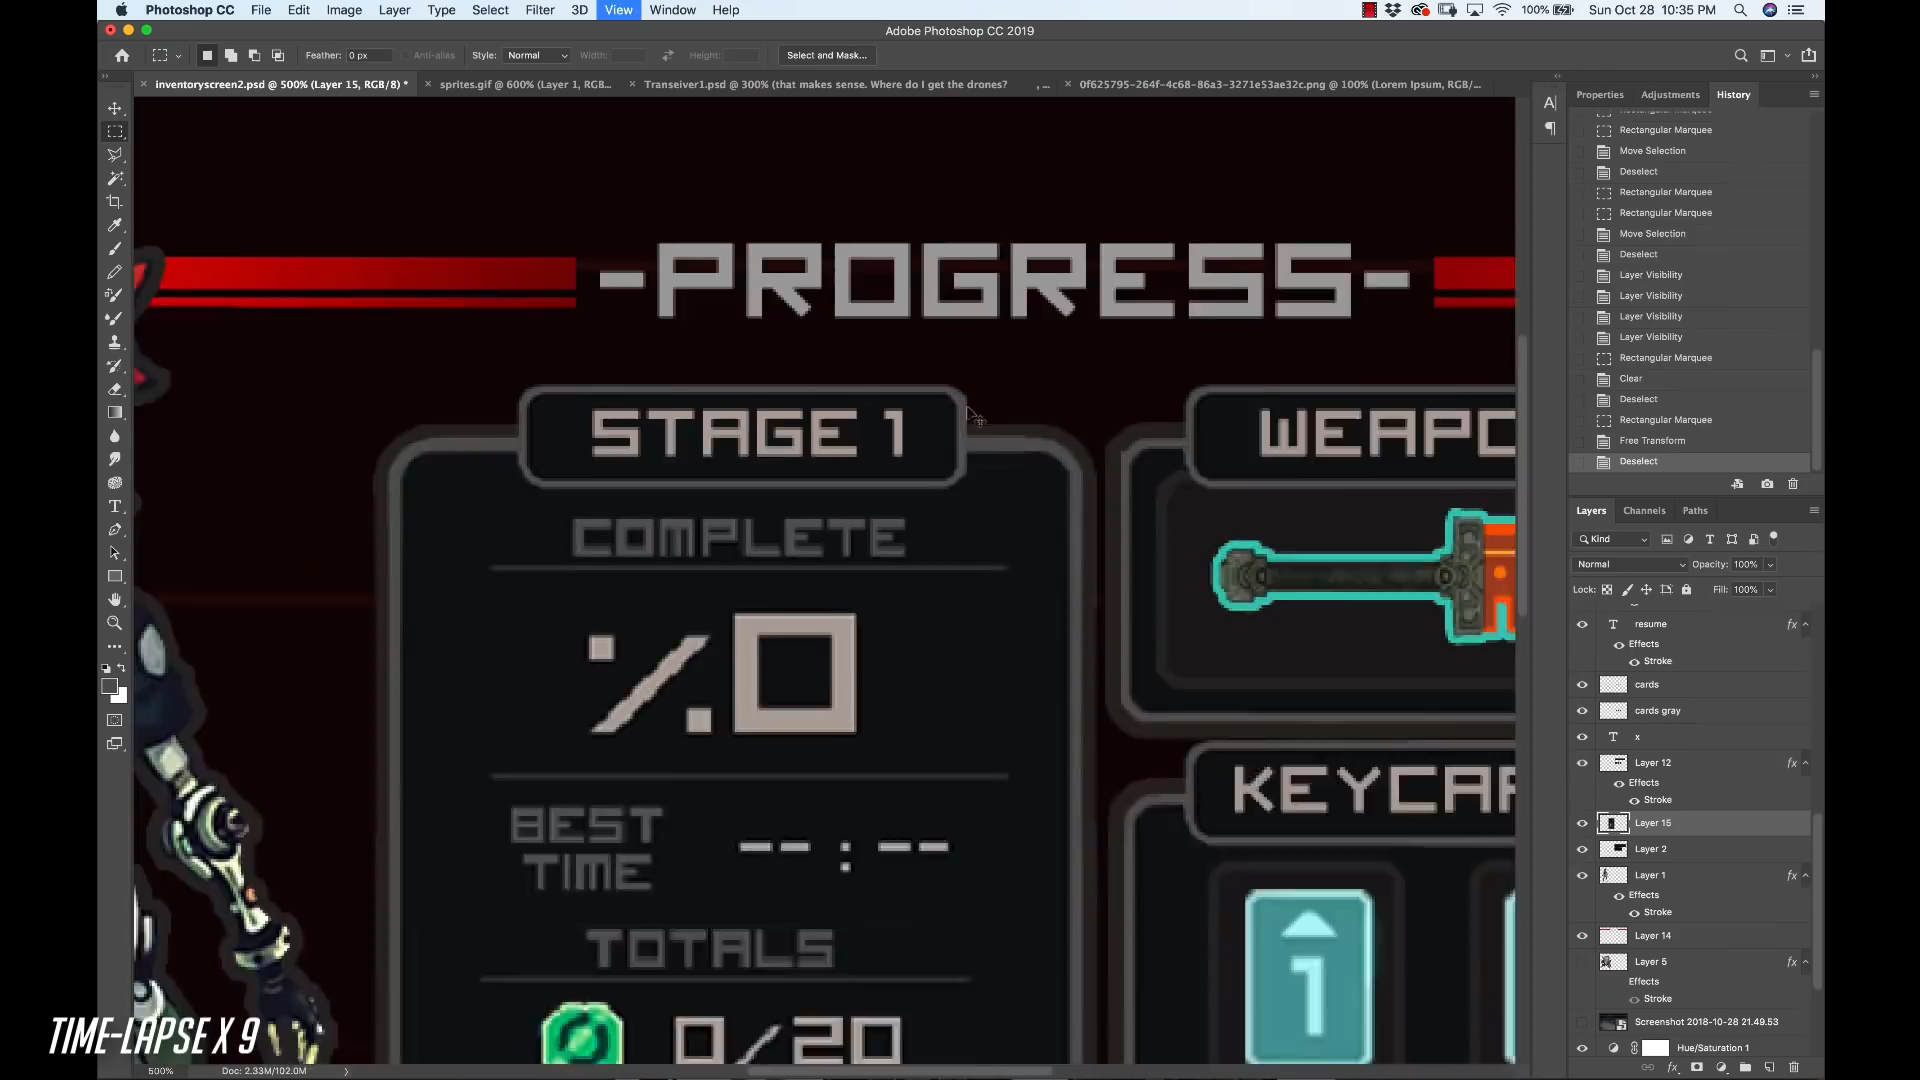 Photoshop CC File Edit Image Layer Type Select Filter 3D View Window Help 100% Sun Oct 28 10:35 PM
Adobe Photoshop CC 2019
Feather: 0 px Anti-alias Style: Normal Width: Height: Select and Mask...
inventoryscreen2.psd @ 500% (Layer 15, RGB/8) * sprites.gif @ 600% (Layer 1, RGB... Transeiver1.psd @ 300% (that makes sense. Where do I get the drones? , ... 0f625795-264f-4c68-86a3-3271e53ae32c.png @ 100% (Lorem Ipsum, RGB/...
Properties Adjustments History
Rectangular Marquee
Rectangular Marquee
Move Selection
Deselect
Rectangular Marquee
Rectangular Marquee
Move Selection
Deselect
Layer Visibility
Layer Visibility
Layer Visibility
Layer Visibility
Rectangular Marquee
Clear
Deselect
Rectangular Marquee
Free Transform
Deselect
-PROGRESS-
STAGE 1
COMPLETE
%0
BEST
TIME
-- : --
TOTALS
0/20
WEAPO
KEYCAR
1
Layers Channels Paths
Kind
Normal Opacity: 100%
Lock: Fill: 100%
resume fx
Effects
Stroke
cards
cards gray
x
Layer 12 fx
Effects
Stroke
Layer 15
Layer 2
Layer 1 fx
Effects
Stroke
Layer 14
Layer 5 fx
Effects
Stroke
Screenshot 2018-10-28 21.49.53
Hue/Saturation 1
TIME-LAPSE X 9
500% Doc: 2.33M/102.0M